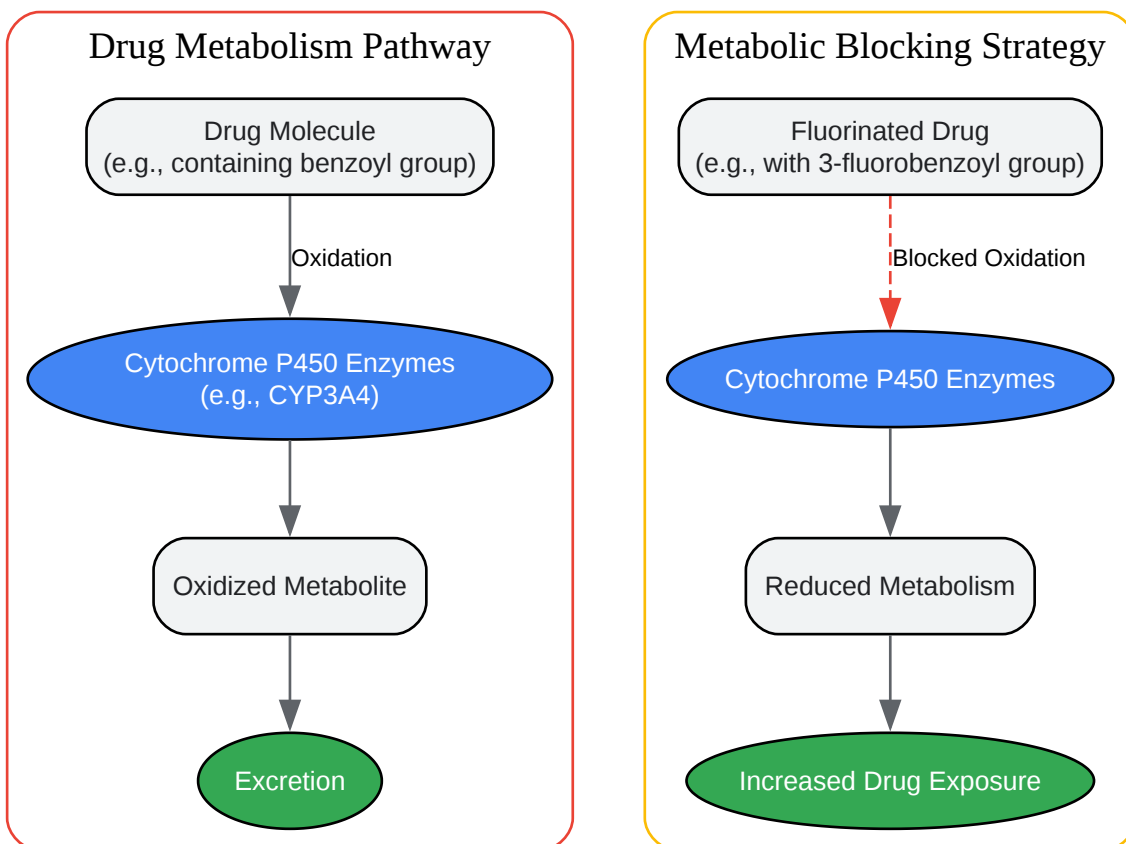 Drug Metabolism Pathway
Drug Molecule
(e.g., containing benzoyl group)
Oxidation
Cytochrome P450 Enzymes
(e.g., CYP3A4)
Oxidized Metabolite
Excretion
Metabolic Blocking Strategy
Fluorinated Drug
(e.g., with 3-fluorobenzoyl group)
Blocked Oxidation
Cytochrome P450 Enzymes
Reduced Metabolism
Increased Drug Exposure